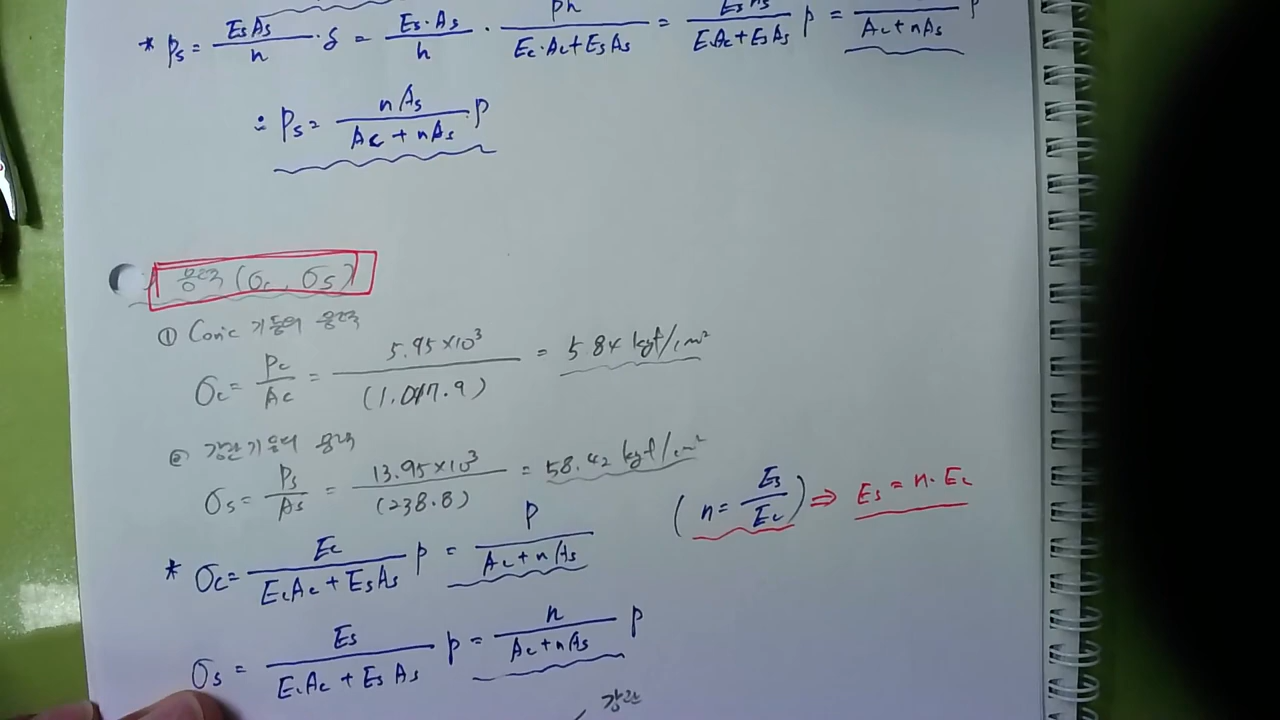 * Ps = EsAs/h · δ = Es·As/h · Ph/(Ec·Ac+EsAs) = EsAs/(EcAc+EsAs) P = /(Ac+nAs) P
∴ Ps = nAs/(Ac+nAs) P
응력 (σc, σs)
① Conc 기둥의 응력
σc = Pc/Ac = 5.95×10³/(1,017.9) = 5.84 kgf/cm²
② 강관기둥의 응력
σs = Ps/As = 13.95×10³/(238.8) = 58.42 kgf/cm²
(n = Es/Ec) ⇒ Es = n·Ec
* σc = Ec/(EcAc+EsAs) P = P/(Ac+nAs)
σs = Es/(EcAc+EsAs) P = n/(Ac+nAs) P
강관